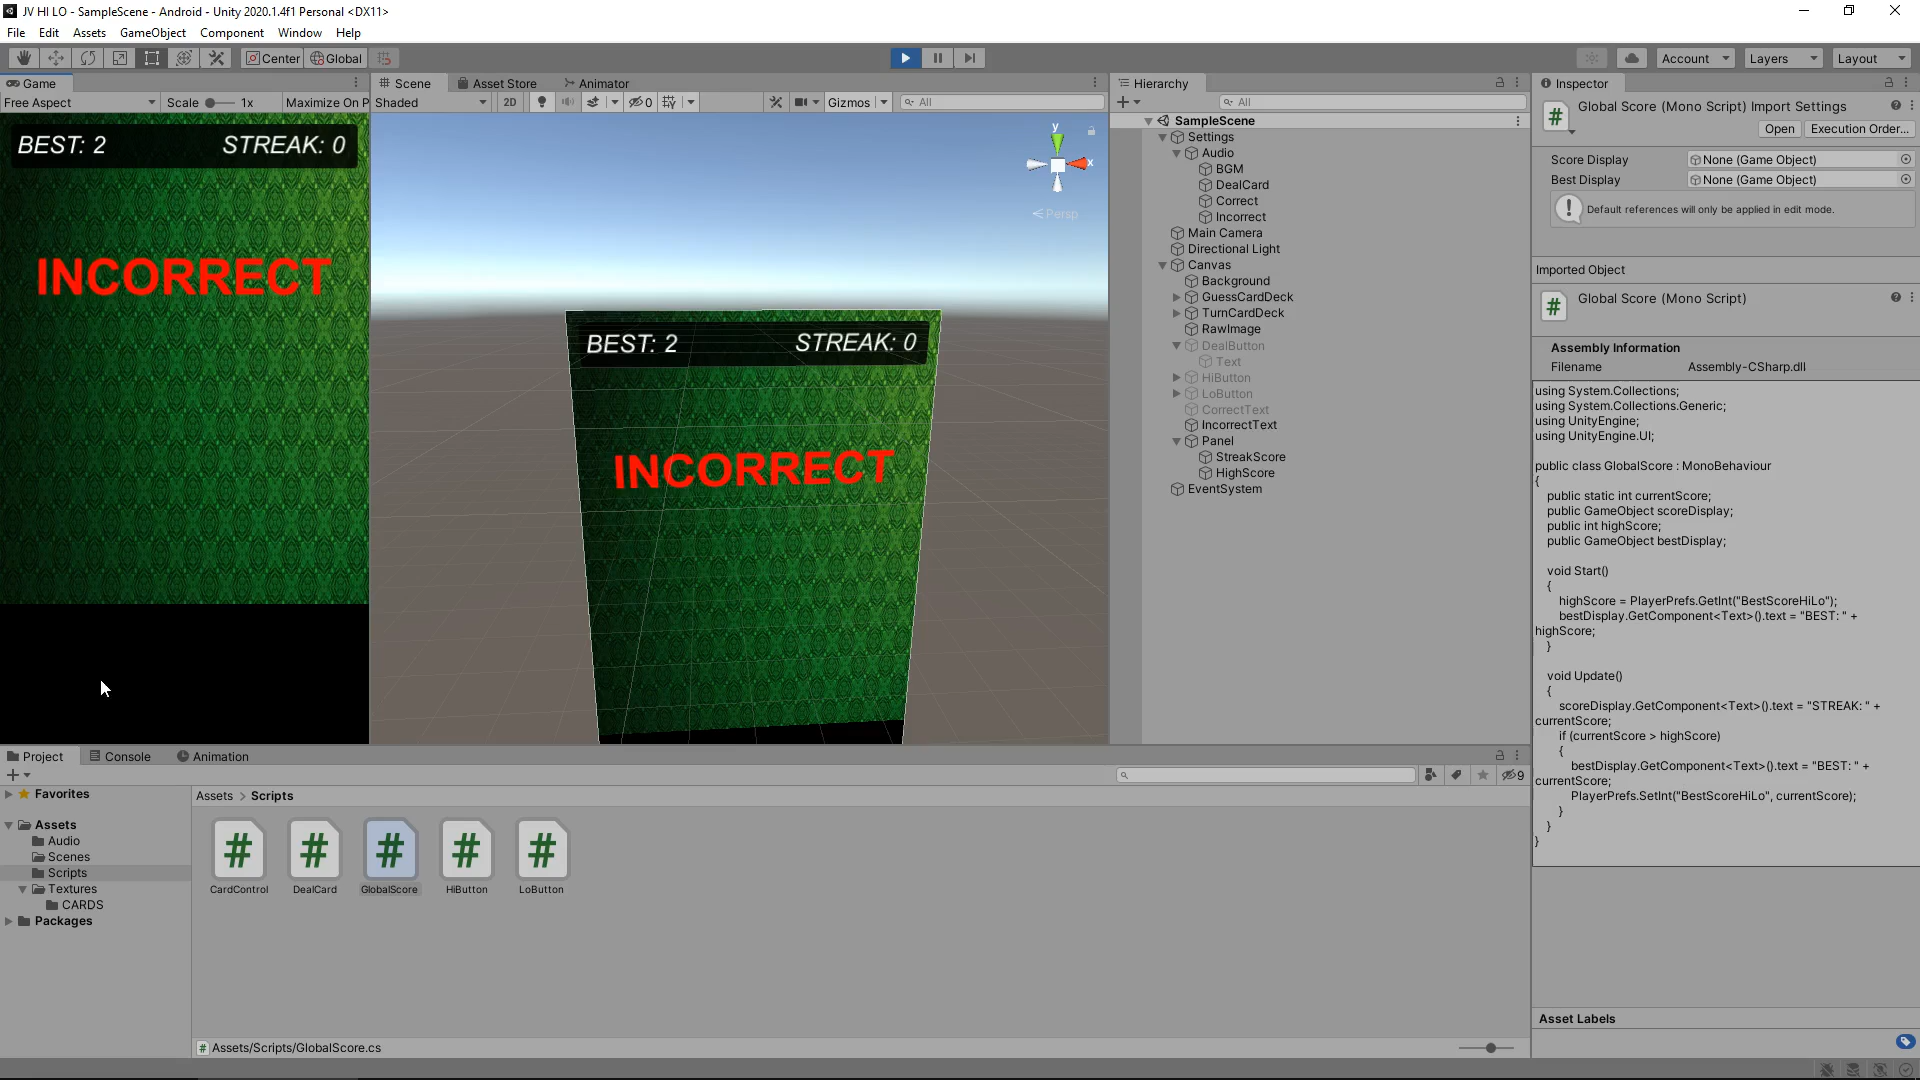 JV HI LO - SampleScene - Android - Unity 2020.1.4f1 Personal <DX11>
File Edit Assets GameObject Component Window Help
Center Global Account Layers Layout
Game Scene Asset Store Animator Hierarchy Inspector
Free Aspect Scale 1x Maximize On P Shaded 2D 0 Gizmos All All
Global Score (Mono Script) Import Settings
Open Execution Order...
Score Display None (Game Object)
Best Display None (Game Object)
Default references will only be applied in edit mode.
Imported Object
Global Score (Mono Script)
Assembly Information
Filename Assembly-CSharp.dll
using System.Collections;
using System.Collections.Generic;
using UnityEngine;
using UnityEngine.UI;
public class GlobalScore : MonoBehaviour
{
public static int currentScore;
public GameObject scoreDisplay;
public int highScore;
public GameObject bestDisplay;
void Start()
{
highScore = PlayerPrefs.GetInt("BestScoreHiLo");
bestDisplay.GetComponent<Text>().text = "BEST: " +
highScore;
}
void Update()
{
scoreDisplay.GetComponent<Text>().text = "STREAK: " +
currentScore;
if (currentScore > highScore)
{
bestDisplay.GetComponent<Text>().text = "BEST: " +
currentScore;
PlayerPrefs.SetInt("BestScoreHiLo", currentScore);
}
}
}
Asset Labels
SampleScene
Settings
Audio
BGM
DealCard
Correct
Incorrect
Main Camera
Directional Light
Canvas
Background
GuessCardDeck
TurnCardDeck
RawImage
DealButton
Text
HiButton
LoButton
CorrectText
IncorrectText
Panel
StreakScore
HighScore
EventSystem
BEST: 2 STREAK: 0
INCORRECT
y
x
Persp
BEST: 2 STREAK: 0
INCORRECT
Project Console Animation
9
Favorites
Assets
Audio
Scenes
Scripts
Textures
CARDS
Packages
Assets > Scripts
CardControl DealCard GlobalScore HiButton LoButton
Assets/Scripts/GlobalScore.cs